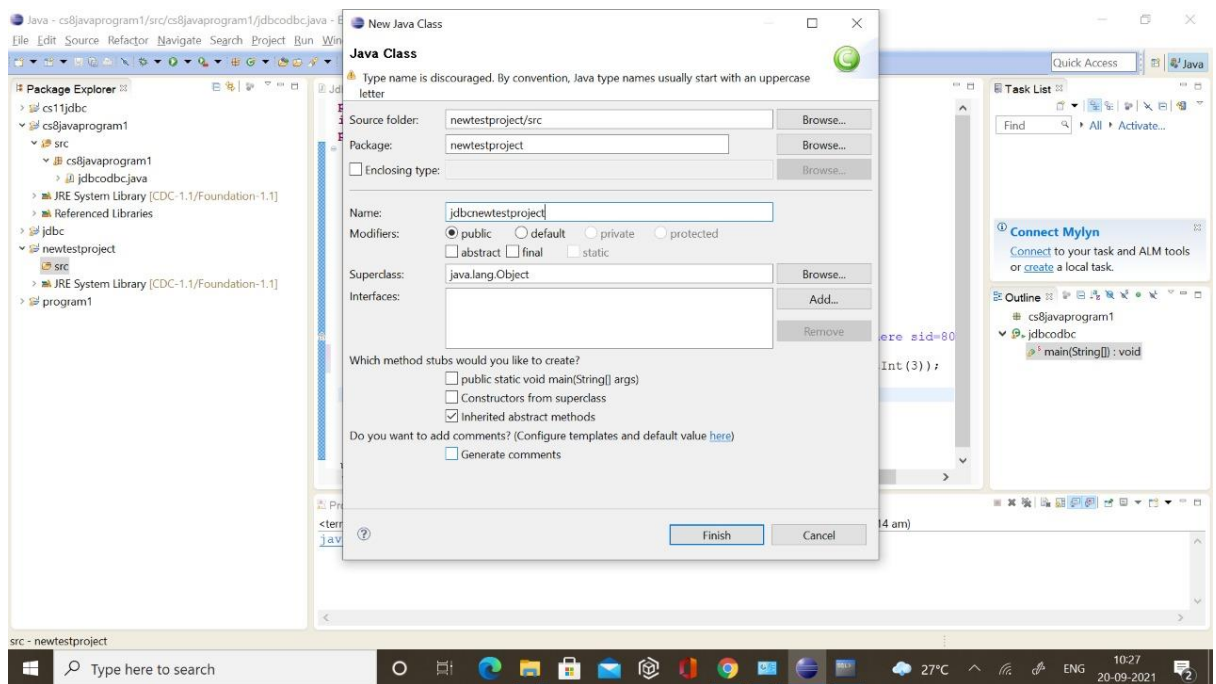 Java - cs8javaprogram1/src/cs8javaprogram1/jdbcodbc.java - E
File Edit Source Refactor Navigate Search Project Run Win
Quick Access
Java
Package Explorer
cs11jdbc
cs8javaprogram1
src
cs8javaprogram1
jdbcodbc.java
JRE System Library [CDC-1.1/Foundation-1.1]
Referenced Libraries
jdbc
newtestproject
src
JRE System Library [CDC-1.1/Foundation-1.1]
program1
New Java Class
Java Class
Type name is discouraged. By convention, Java type names usually start with an uppercase
letter
Source folder: newtestproject/src Browse...
Package: newtestproject Browse...
Enclosing type: Browse...
Name: jdbcnewtestproject
Modifiers: public default private protected
abstract final static
Superclass: java.lang.Object Browse...
Interfaces: Add...
Remove
Which method stubs would you like to create?
public static void main(String[] args)
Constructors from superclass
Inherited abstract methods
Do you want to add comments? (Configure templates and default value here)
Generate comments
? Finish Cancel
ere sid=80
Int(3));
<terr
14 am)
jav
Task List
Find All Activate...
Connect Mylyn
Connect to your task and ALM tools
or create a local task.
Outline
cs8javaprogram1
jdbcodbc
main(String[]) : void
src - newtestproject
Type here to search
27°C ENG 10:27
20-09-2021